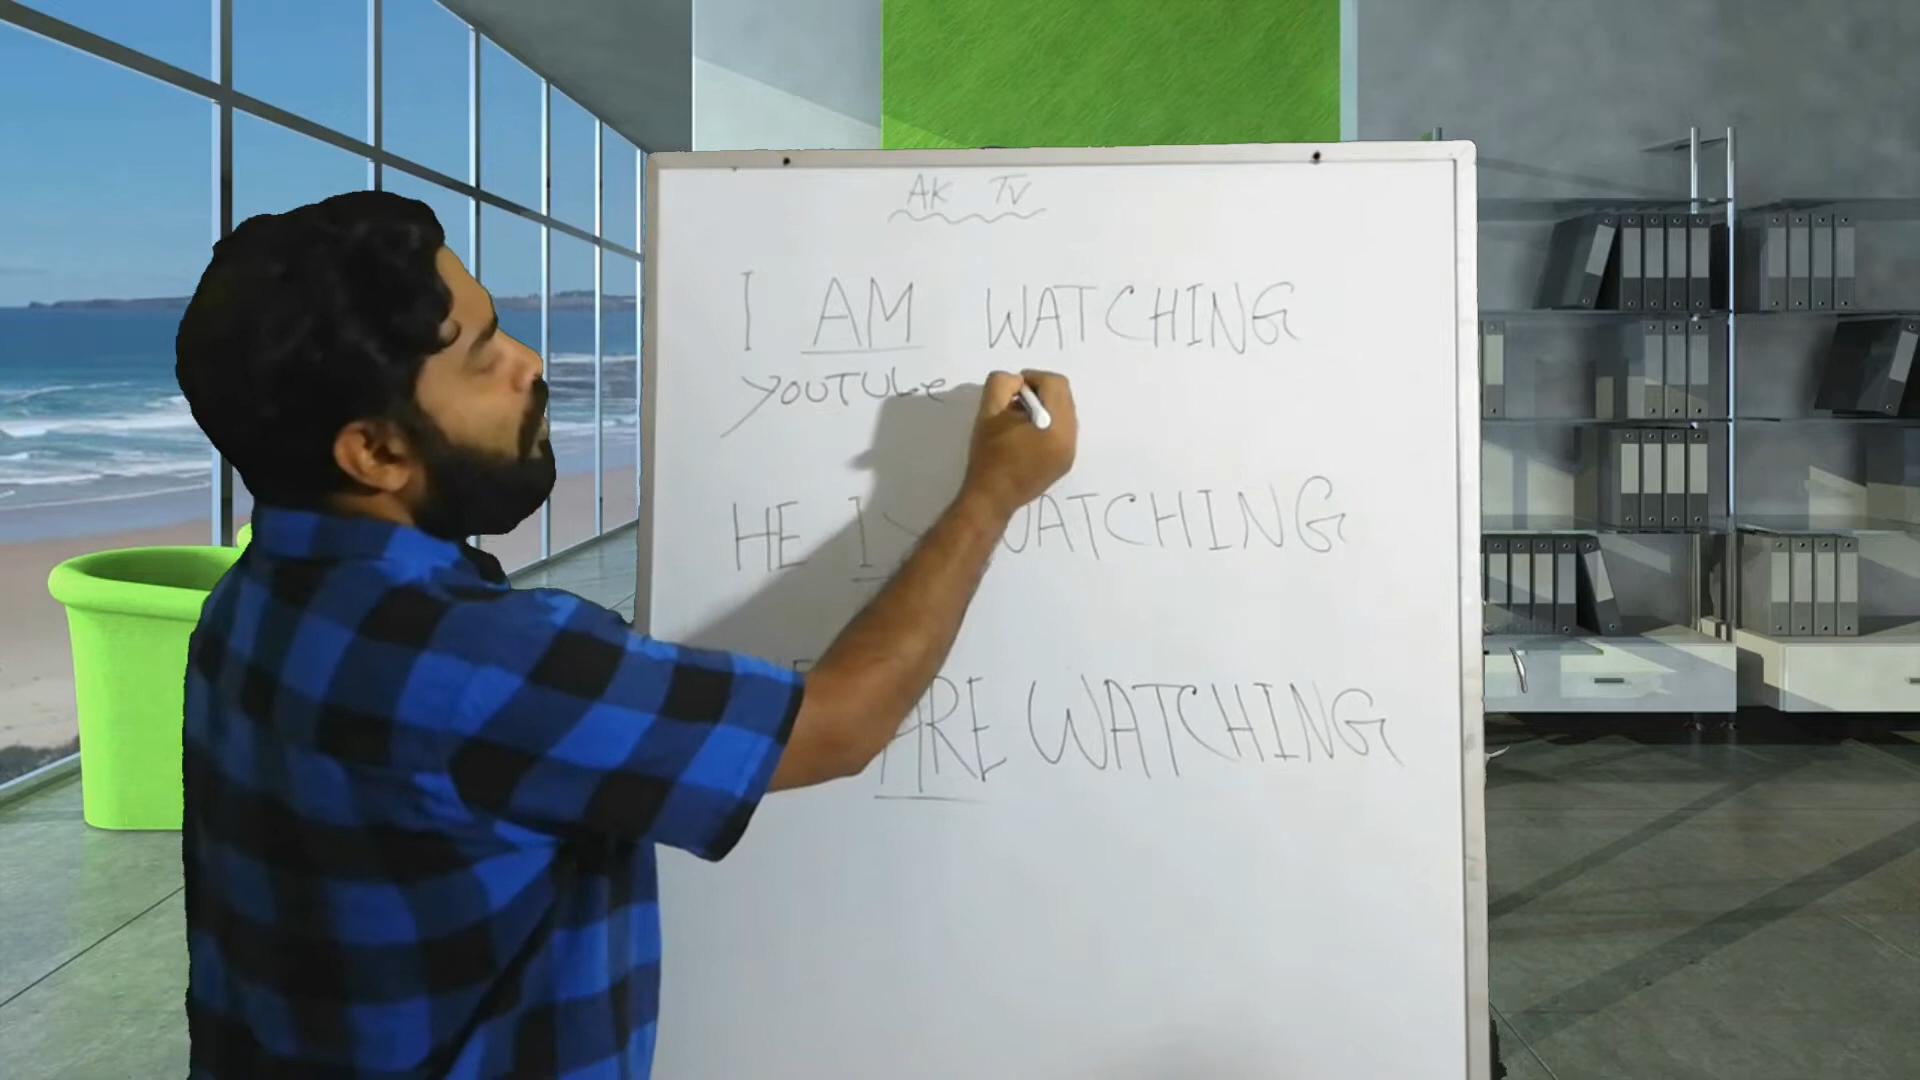 AK TV
I AM WATCHING
YOUTUbe
HE WATCHING
ARE WATCHING